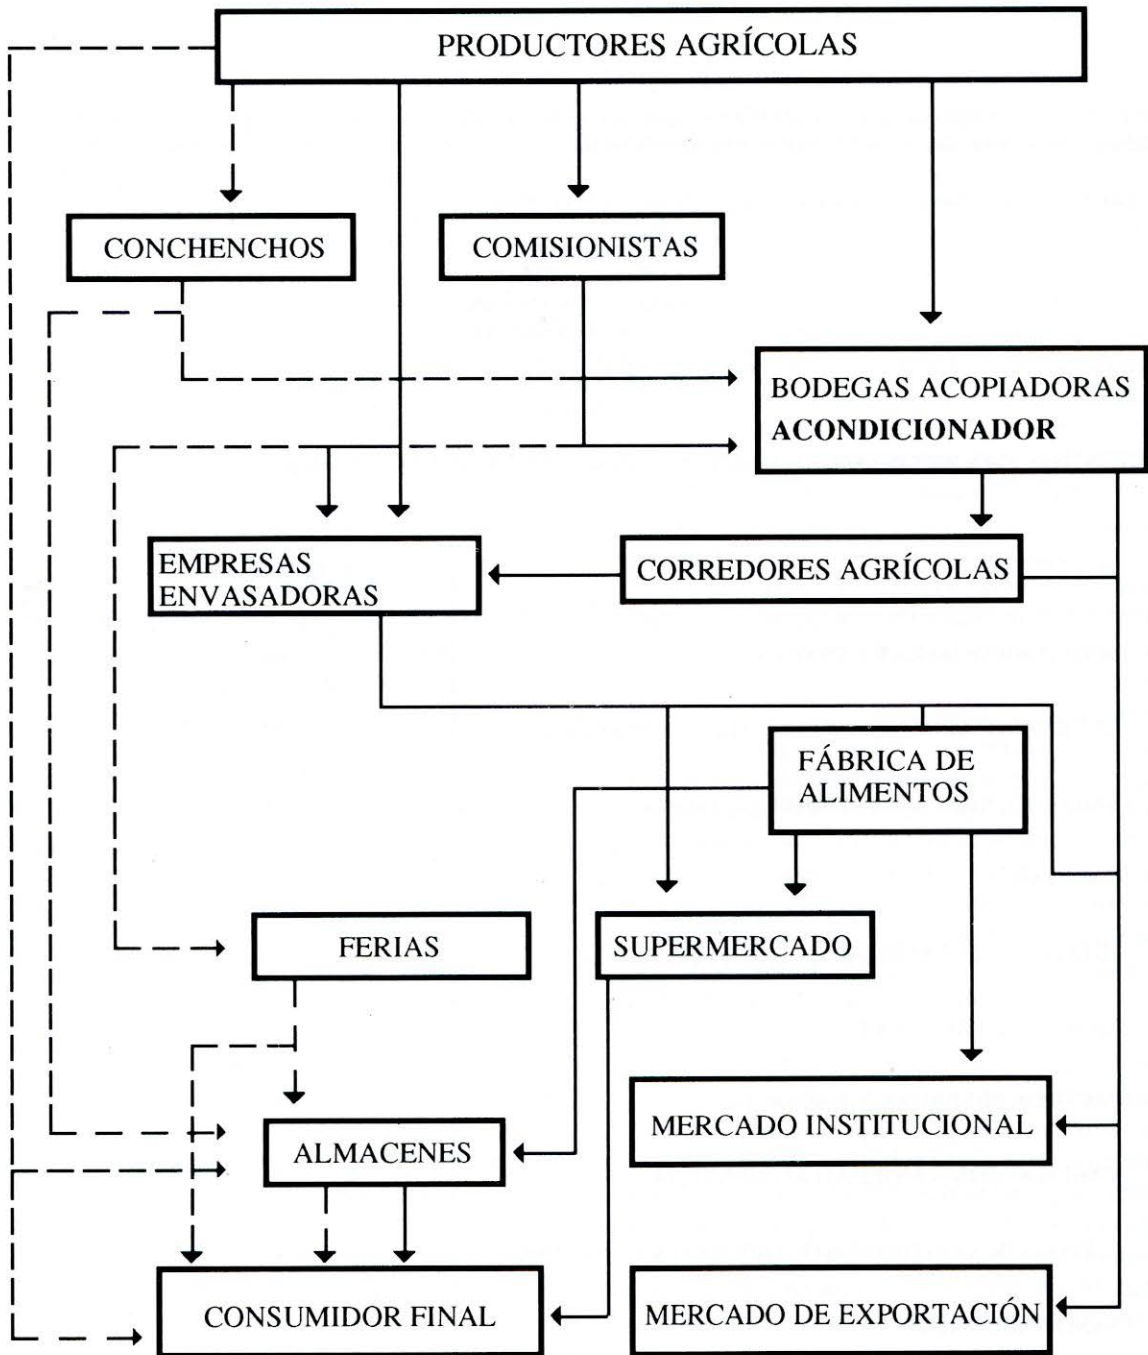 PRODUCTORES AGRÍCOLAS
CONCHENCHOS
COMISIONISTAS
BODEGAS ACOPIADORAS
ACONDICIONADOR
EMPRESAS
ENVASADORAS
CORREDORES AGRÍCOLAS
FÁBRICA DE
ALIMENTOS
FERIAS
SUPERMERCADO
MERCADO INSTITUCIONAL
ALMACENES
CONSUMIDOR FINAL
MERCADO DE EXPORTACIÓN